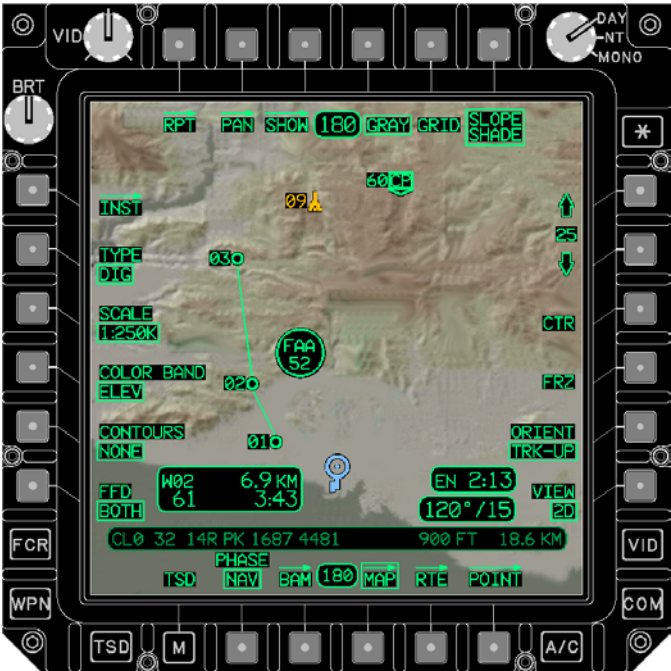 VID
DAY
NT
MONO
BRT
RPT PAN SHOW 180 GRAY GRID SLOPE SHADE
*
60 CP
09
INST
25
TYPE
DIG
03
SCALE
1:250K
CTR
FAA
52
COLOR BAND
ELEV
02
FRZ
CONTOURS
NONE
01
ORIENT
TRK-UP
W02 6.9 KM
61 3:43
EN 2:13
120°/15
FFD
BOTH
VIEW
2D
CL0 32 14R PK 1687 4481 900 FT 18.6 KM
FCR
VID
PHASE
TSD NAV BAM 180 MAP RTE POINT
WPN
COM
TSD M A/C